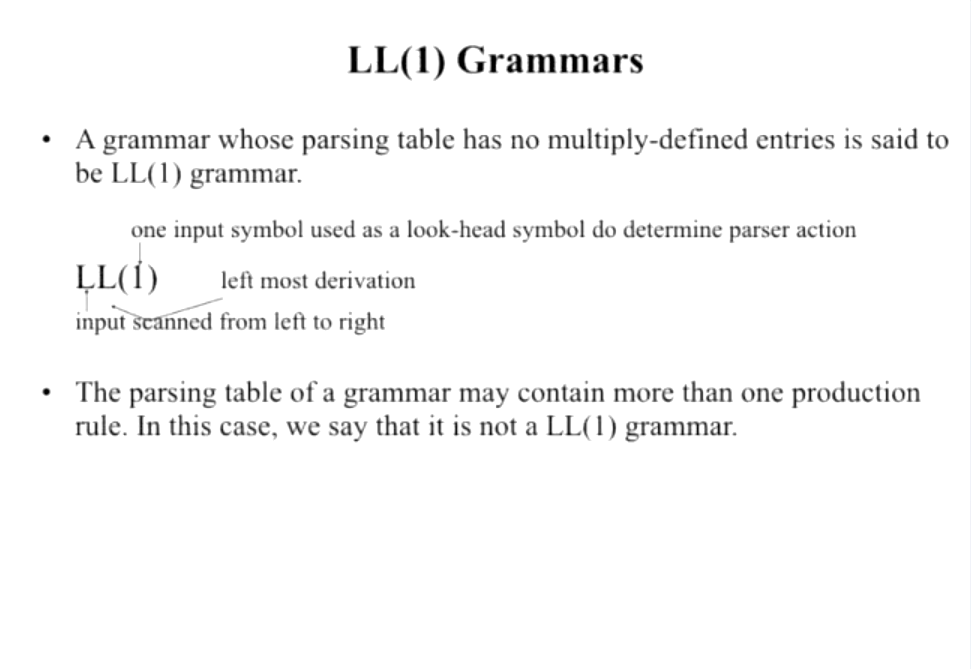 LL(1) Grammars
• A grammar whose parsing table has no multiply-defined entries is said to
be LL(1) grammar.
one input symbol used as a look-head symbol do determine parser action
LL(1) left most derivation
input scanned from left to right
• The parsing table of a grammar may contain more than one production
rule. In this case, we say that it is not a LL(1) grammar.